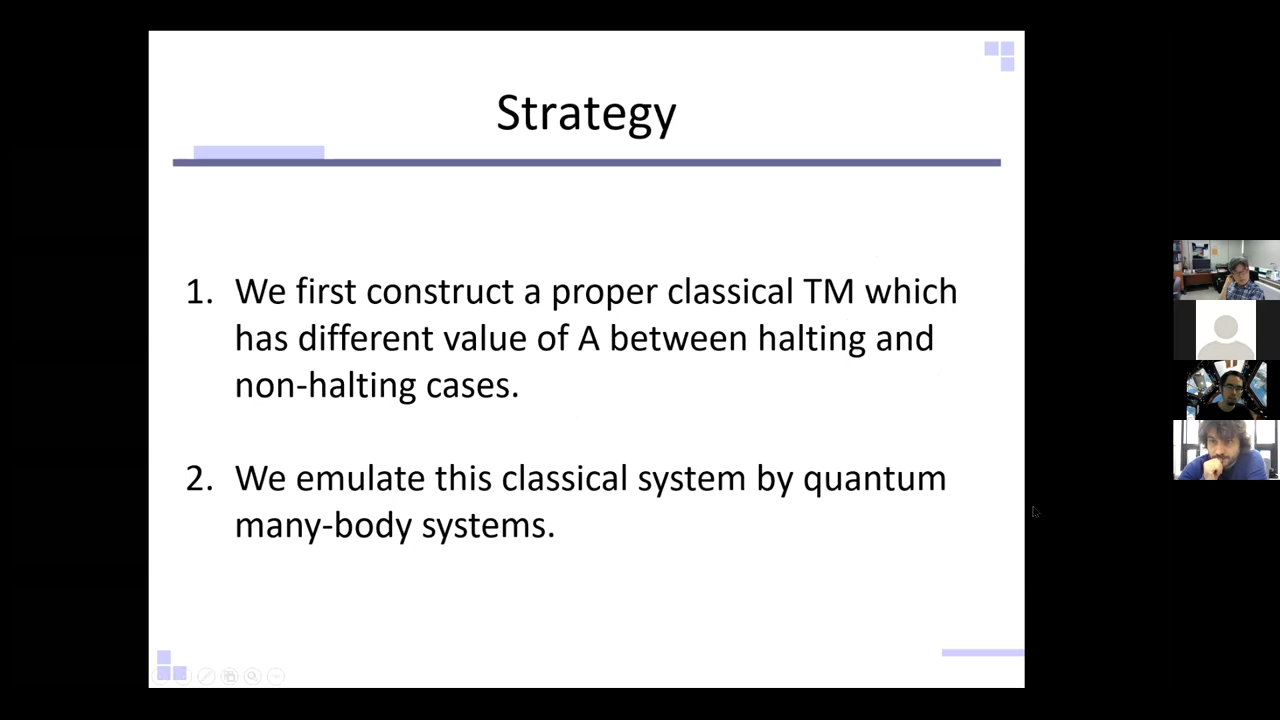 Strategy
1. We first construct a proper classical TM which
has different value of A between halting and
non-halting cases.
2. We emulate this classical system by quantum
many-body systems.